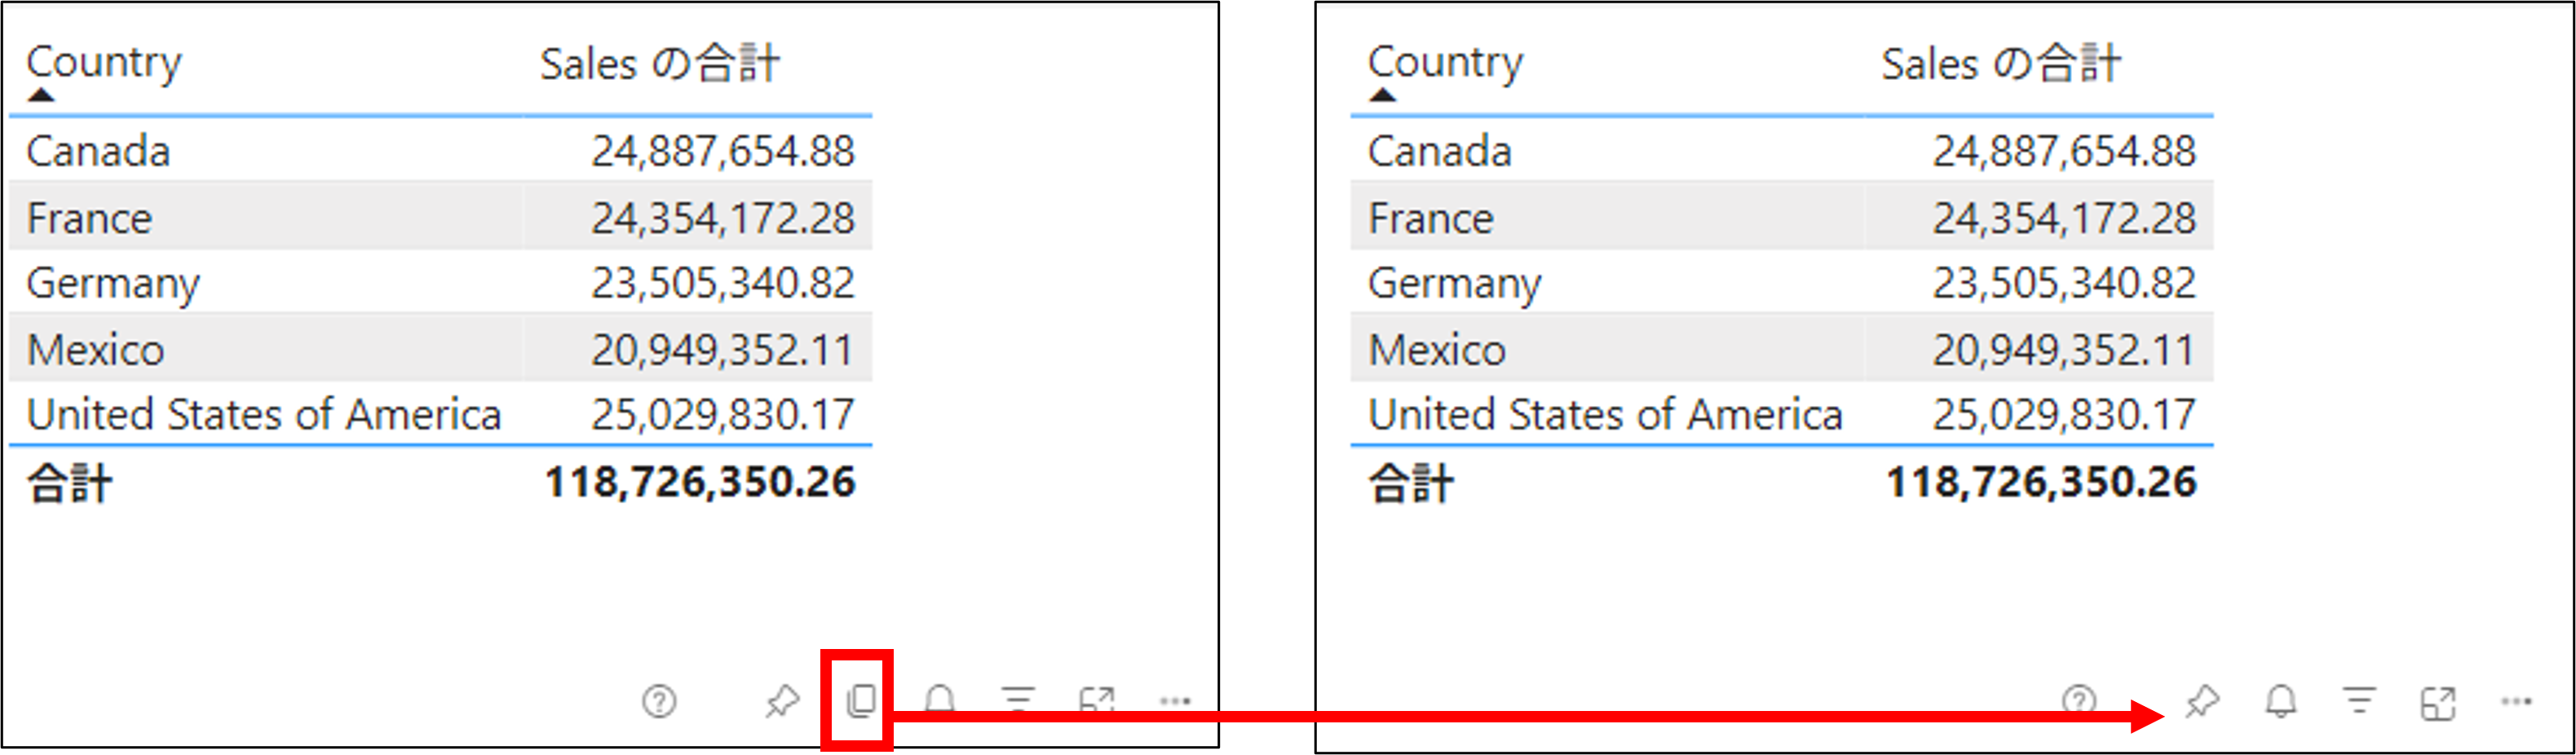 Country Sales の合計
Canada 24,887,654.88
France 24,354,172.28
Germany 23,505,340.82
Mexico 20,949,352.11
United States of America 25,029,830.17
合計 118,726,350.26
Country Sales の合計
Canada 24,887,654.88
France 24,354,172.28
Germany 23,505,340.82
Mexico 20,949,352.11
United States of America 25,029,830.17
合計 118,726,350.26